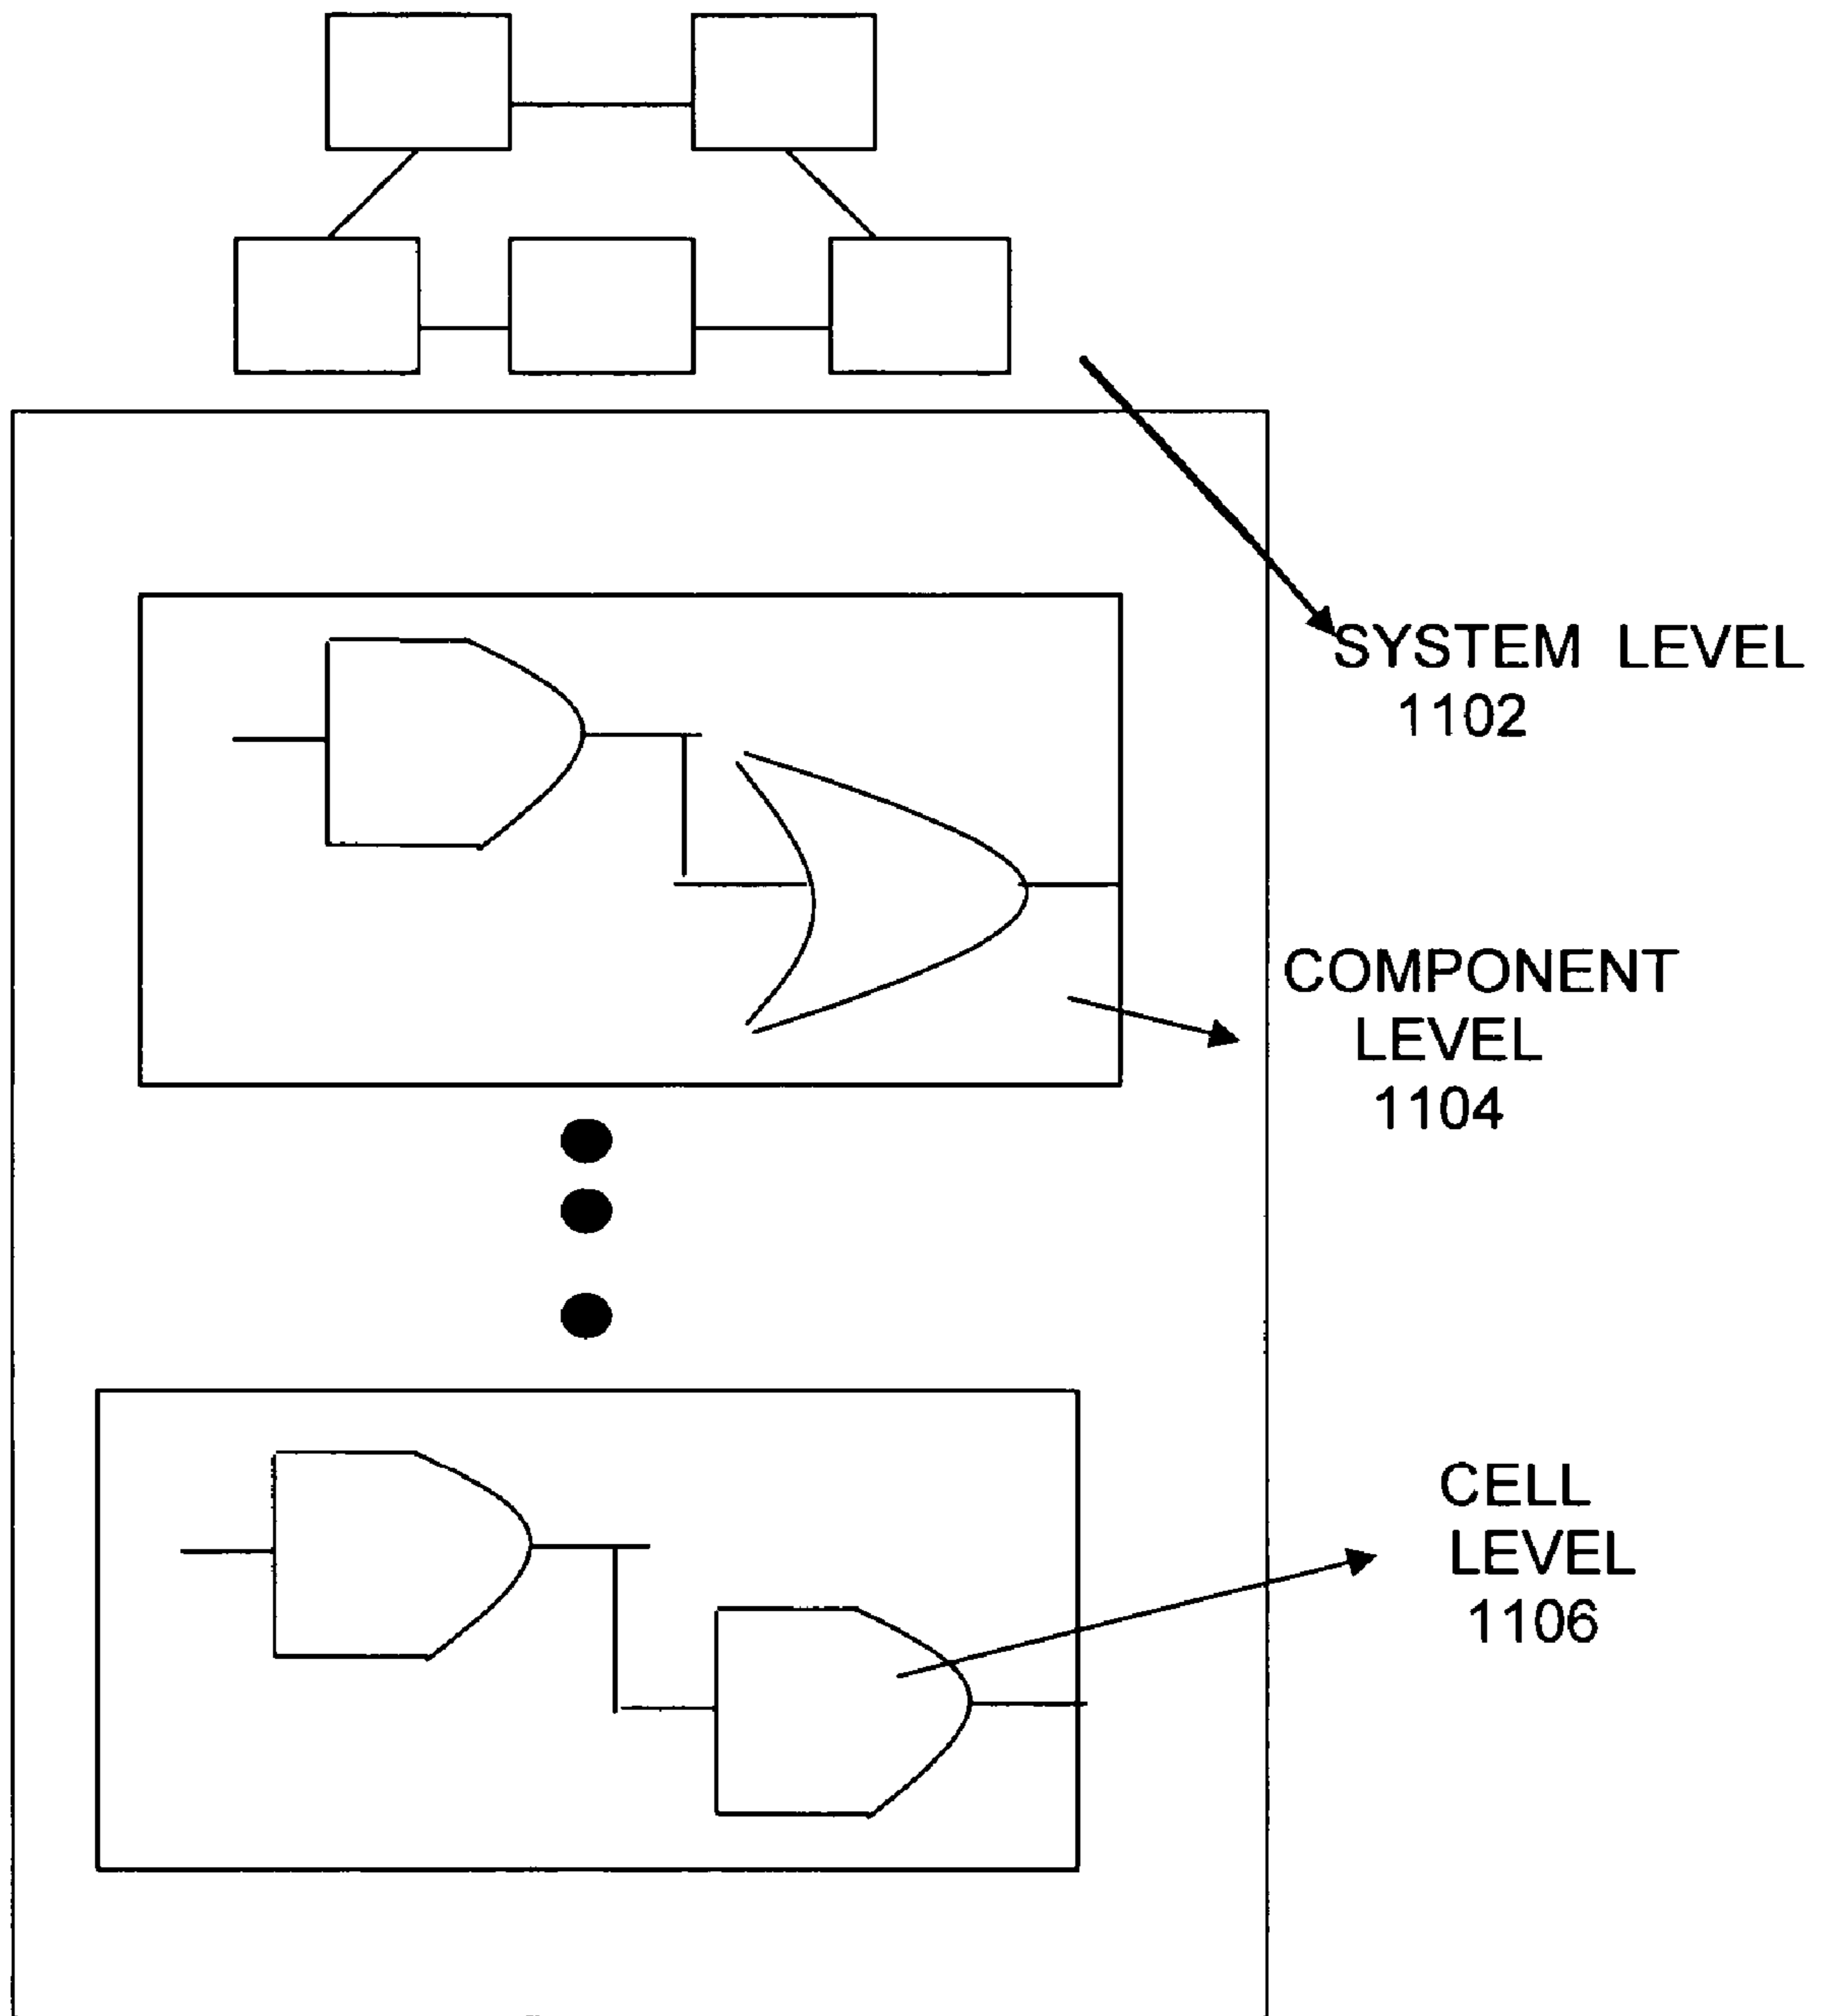 SYSTEM LEVEL
1102
COMPONENT
LEVEL
1104
CELL
LEVEL
1106